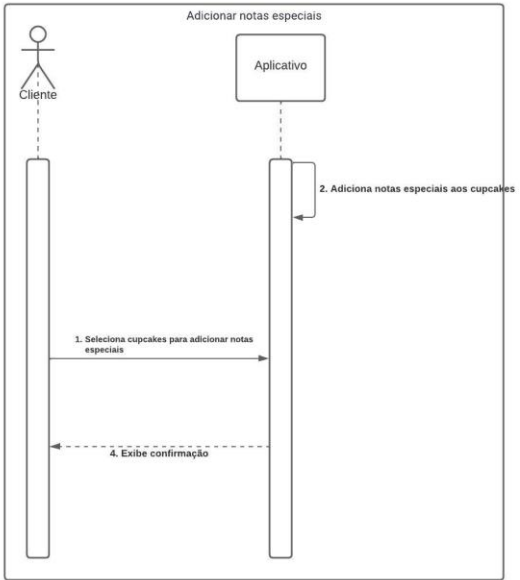 Adicionar notas especiais
Aplicativo
Cliente
2. Adiciona notas especiais aos cupcakes
1. Seleciona cupcakes para adicionar notas
especiais
4. Exibe confirmação